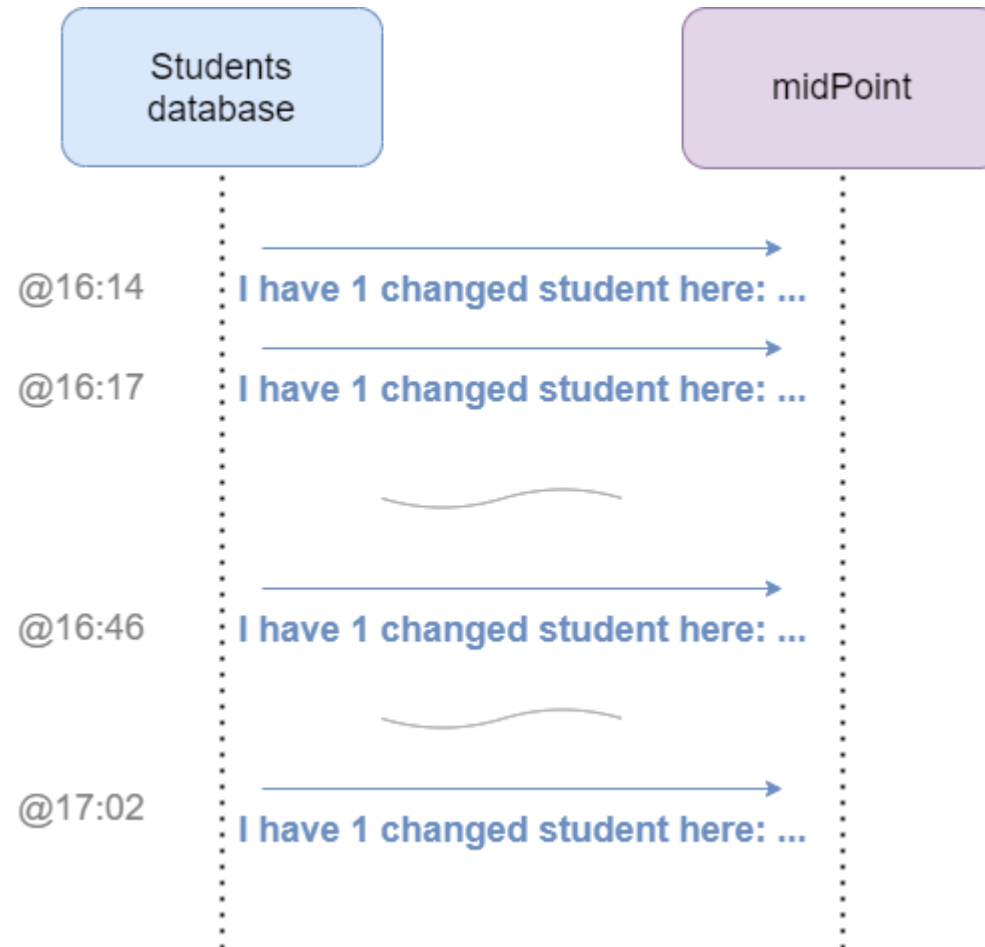 Students
database
midPoint
@16:14
I have 1 changed student here: ...
@16:17
I have 1 changed student here: ...
@16:46
I have 1 changed student here: ...
@17:02
I have 1 changed student here: ...